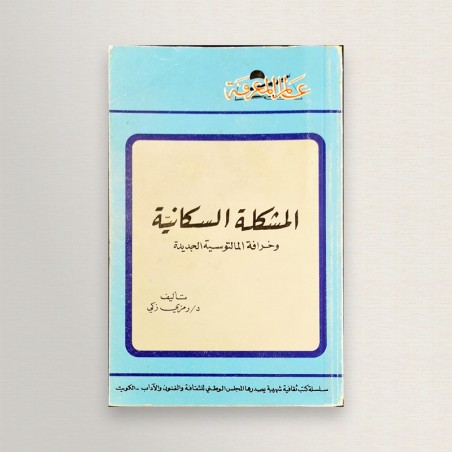 عالم المعرفة
المشكلة السكانية
وخرافة المالتوسية الجديدة
تأليف
د/رمزي زكي
سلسلة كتب ثقافية شهرية يصدرها المجلس الوطني للثقافة والفنون والآداب - الكويت